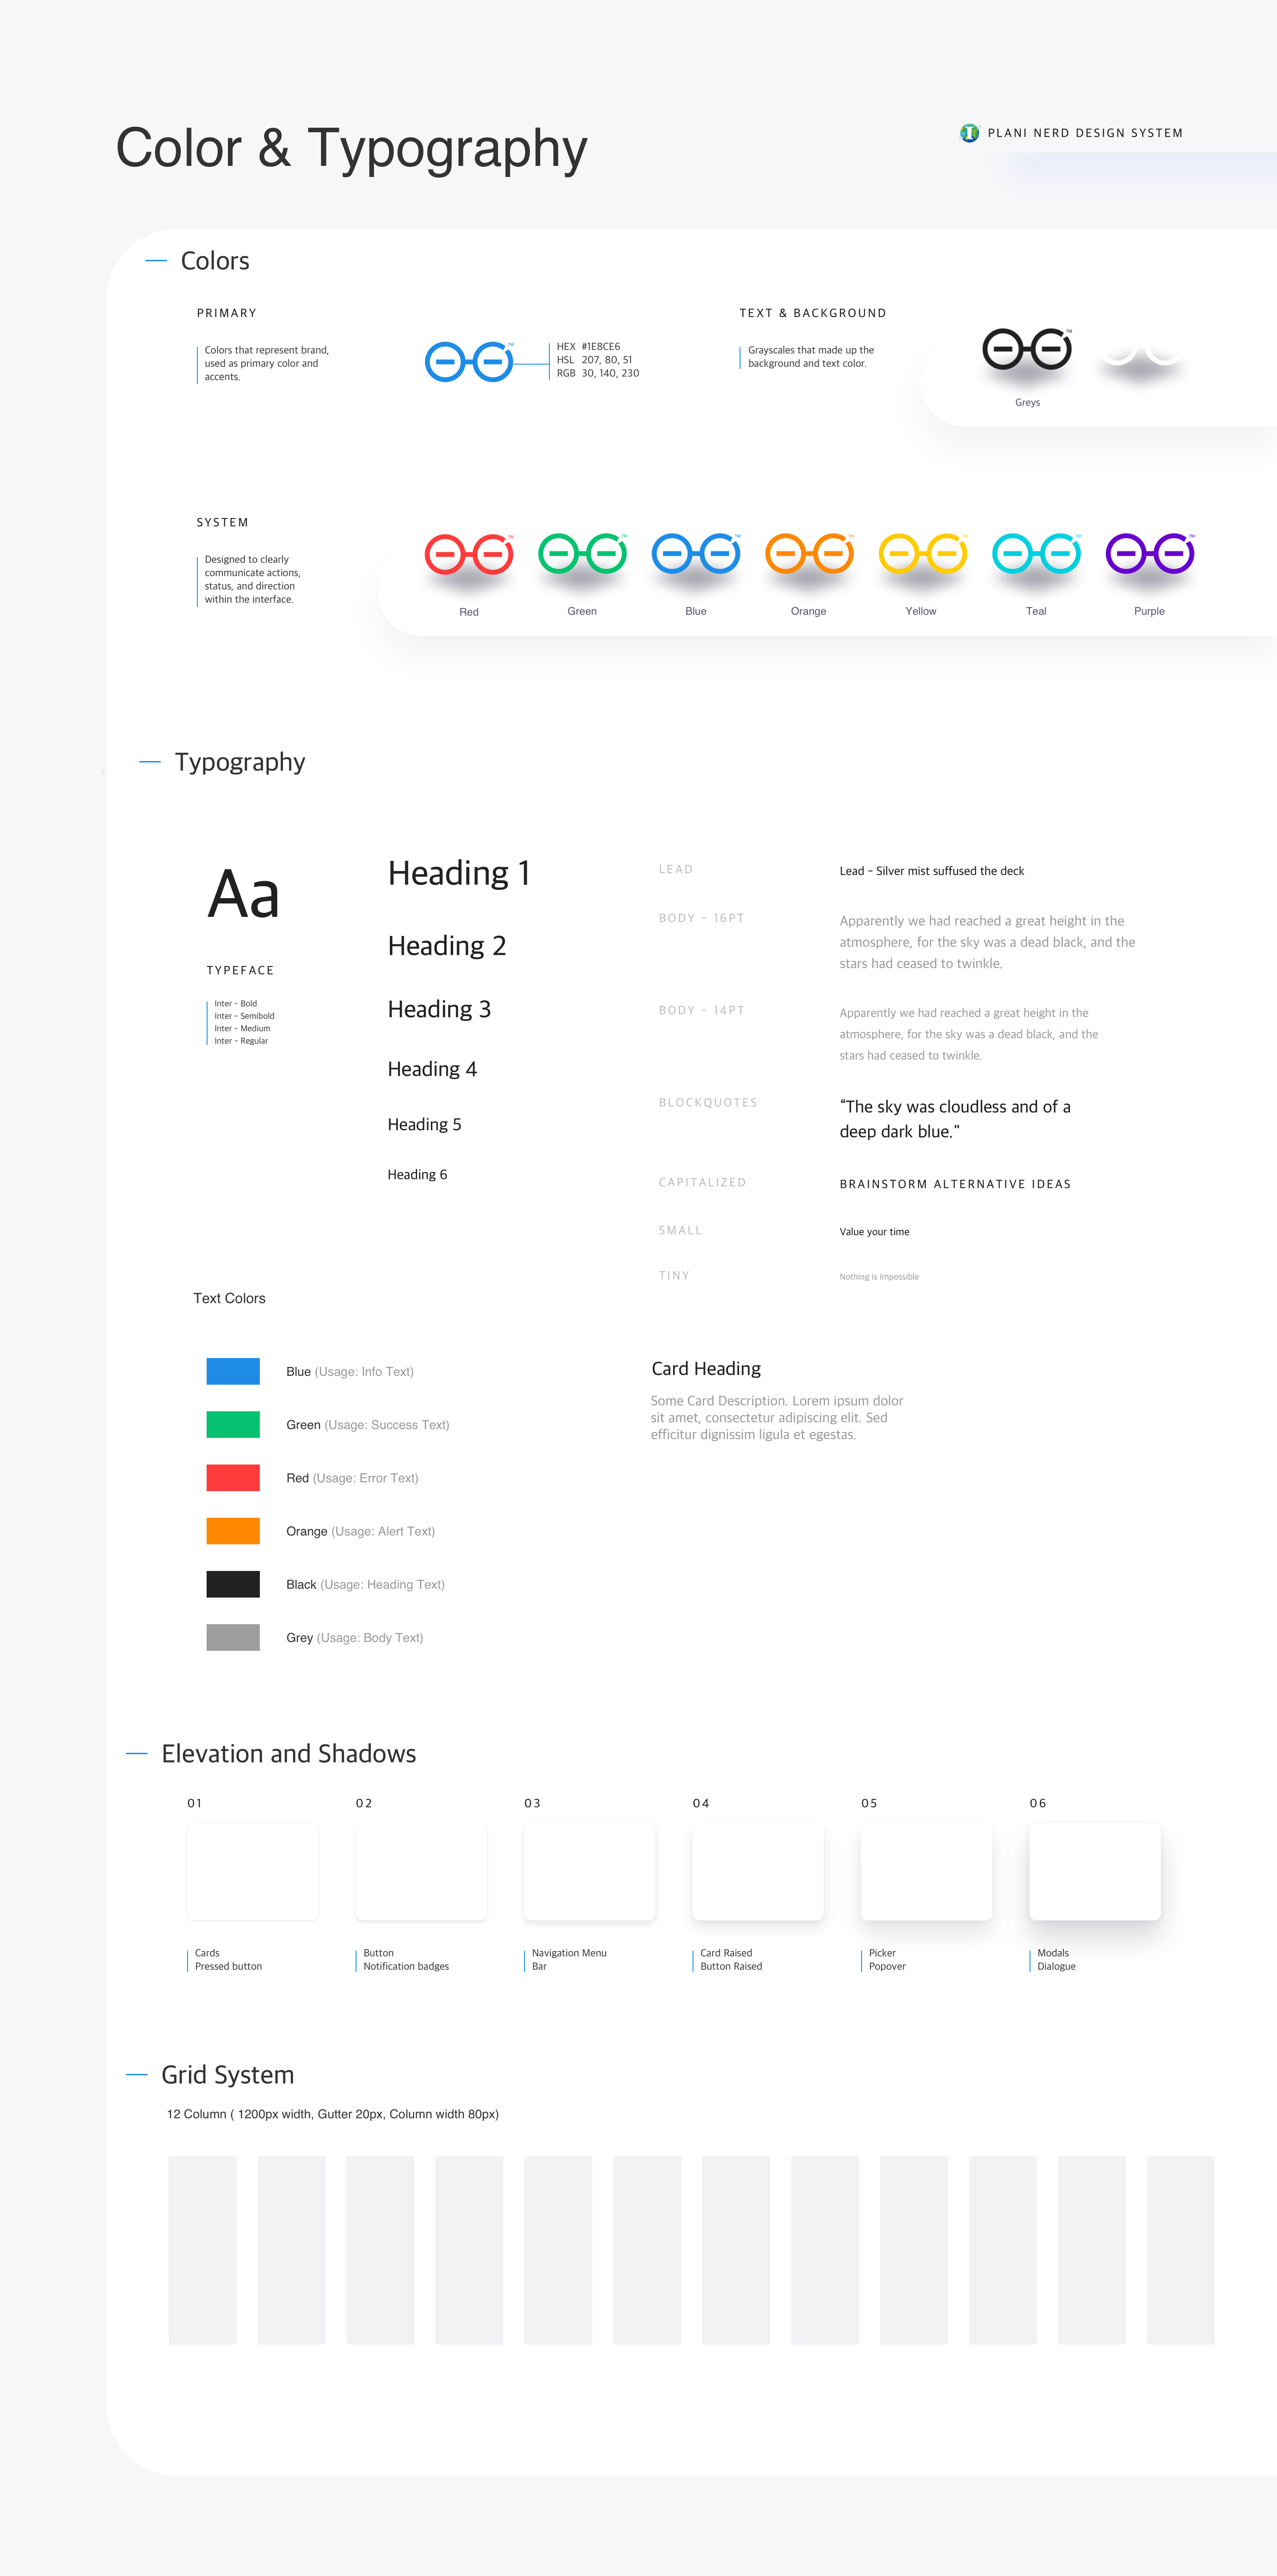 Color & Typography
PLANI NERD DESIGN SYSTEM
Colors
PRIMARY
Colors that represent brand,
used as primary color and
accents.
TM
HEX #1E8CE6
HSL 207, 80, 51
RGB 30, 140, 230
TEXT & BACKGROUND
Grayscales that made up the
background and text color.
TM
Greys
SYSTEM
Designed to clearly
communicate actions,
status, and direction
within the interface.
TM TM TM TM TM TM TM
Red Green Blue Orange Yellow Teal Purple
Typography
Aa
TYPEFACE
Inter - Bold
Inter - Semibold
Inter - Medium
Inter - Regular
Heading 1
Heading 2
Heading 3
Heading 4
Heading 5
Heading 6
LEAD
Lead - Silver mist suffused the deck
BODY - 16PT
Apparently we had reached a great height in the
atmosphere, for the sky was a dead black, and the
stars had ceased to twinkle.
BODY - 14PT
Apparently we had reached a great height in the
atmosphere, for the sky was a dead black, and the
stars had ceased to twinkle.
BLOCKQUOTES
“The sky was cloudless and of a
deep dark blue."
CAPITALIZED
BRAINSTORM ALTERNATIVE IDEAS
SMALL
Value your time
TINY
Nothing is Impossible
Text Colors
Blue (Usage: Info Text)
Green (Usage: Success Text)
Red (Usage: Error Text)
Orange (Usage: Alert Text)
Black (Usage: Heading Text)
Grey (Usage: Body Text)
Card Heading
Some Card Description. Lorem ipsum dolor
sit amet, consectetur adipiscing elit. Sed
efficitur dignissim ligula et egestas.
Elevation and Shadows
01 02 03 04 05 06
Cards
Pressed button
Button
Notification badges
Navigation Menu
Bar
Card Raised
Button Raised
Picker
Popover
Modals
Dialogue
Grid System
12 Column ( 1200px width, Gutter 20px, Column width 80px)